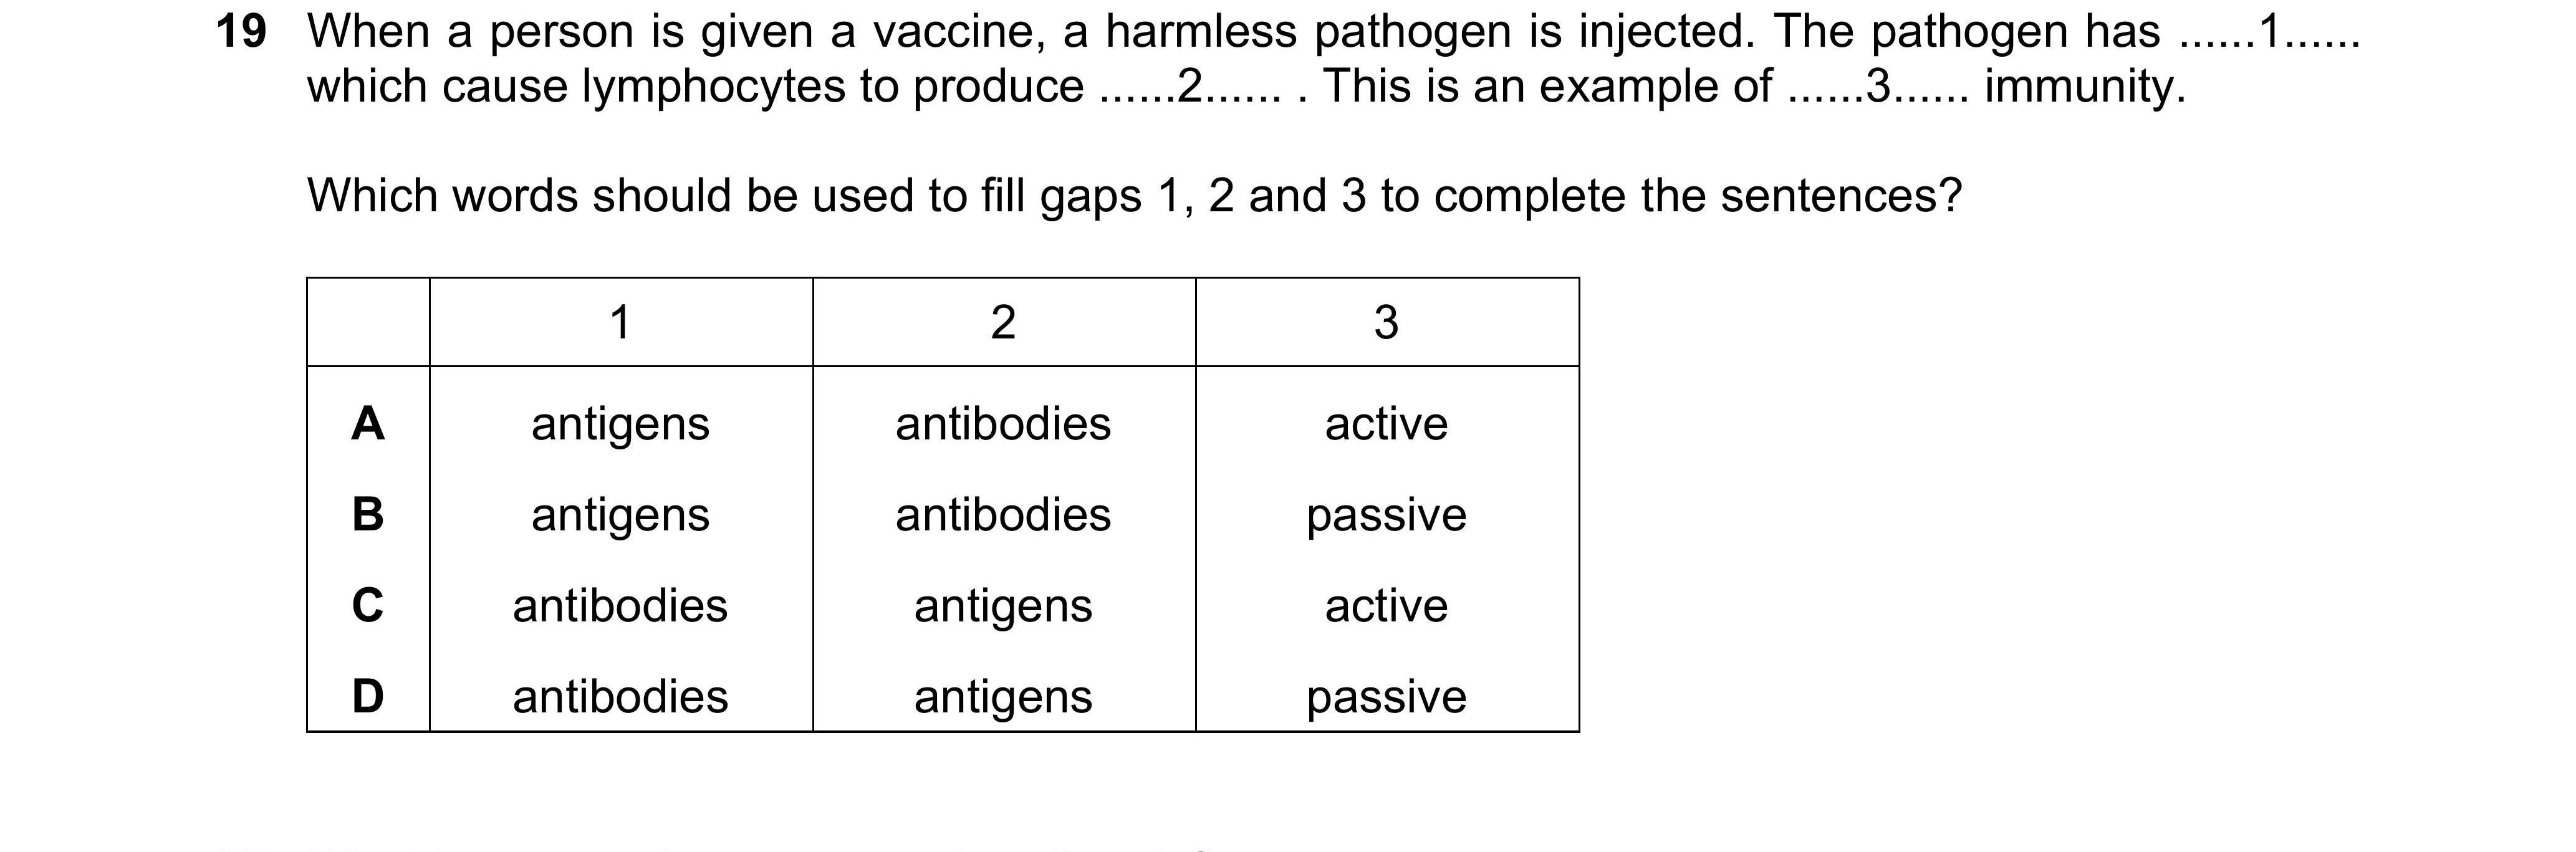 19 When a person is given a vaccine, a harmless pathogen is injected. The pathogen has ......1......
which cause lymphocytes to produce ......2...... . This is an example of ......3...... immunity.
Which words should be used to fill gaps 1, 2 and 3 to complete the sentences?
1 2 3
A antigens antibodies active
B antigens antibodies passive
C antibodies antigens active
D antibodies antigens passive